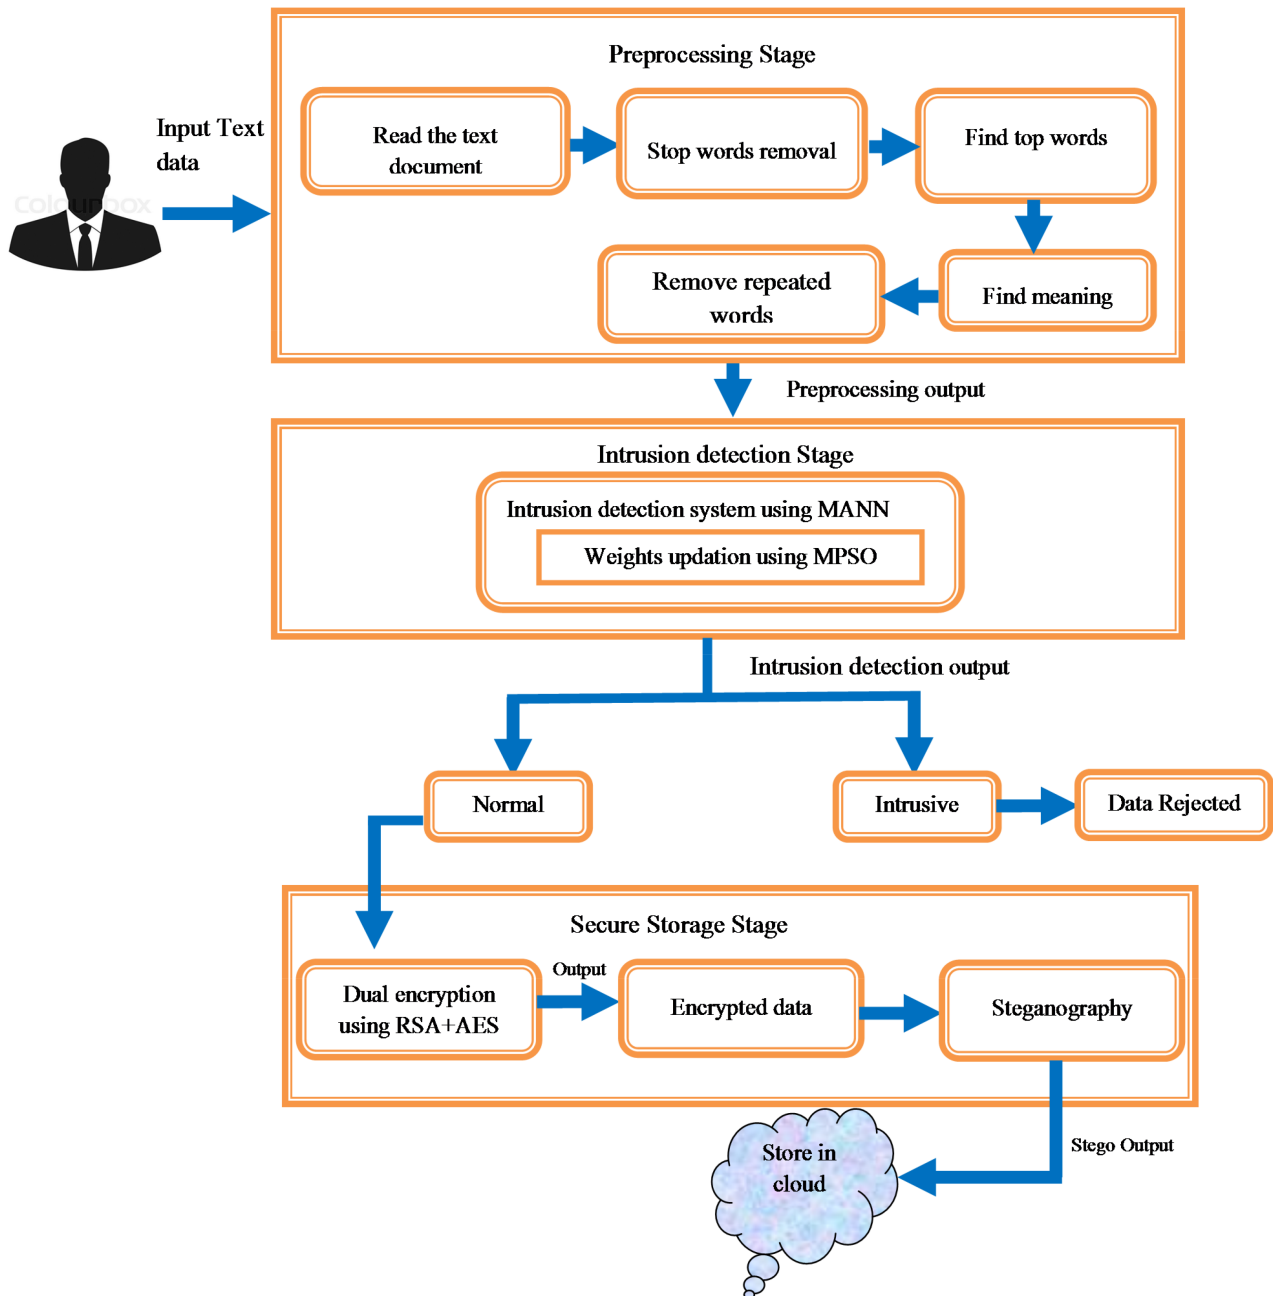 Preprocessing Stage
Input Text
data
Read the text
document
Stop words removal
Find top words
Find meaning
Remove repeated
words
colourbox
Preprocessing output
Intrusion detection Stage
Intrusion detection system using MANN
Weights updation using MPSO
Intrusion detection output
Normal
Intrusive
Data Rejected
Secure Storage Stage
Dual encryption
using RSA+AES
Output
Encrypted data
Steganography
Stego Output
Store in
cloud